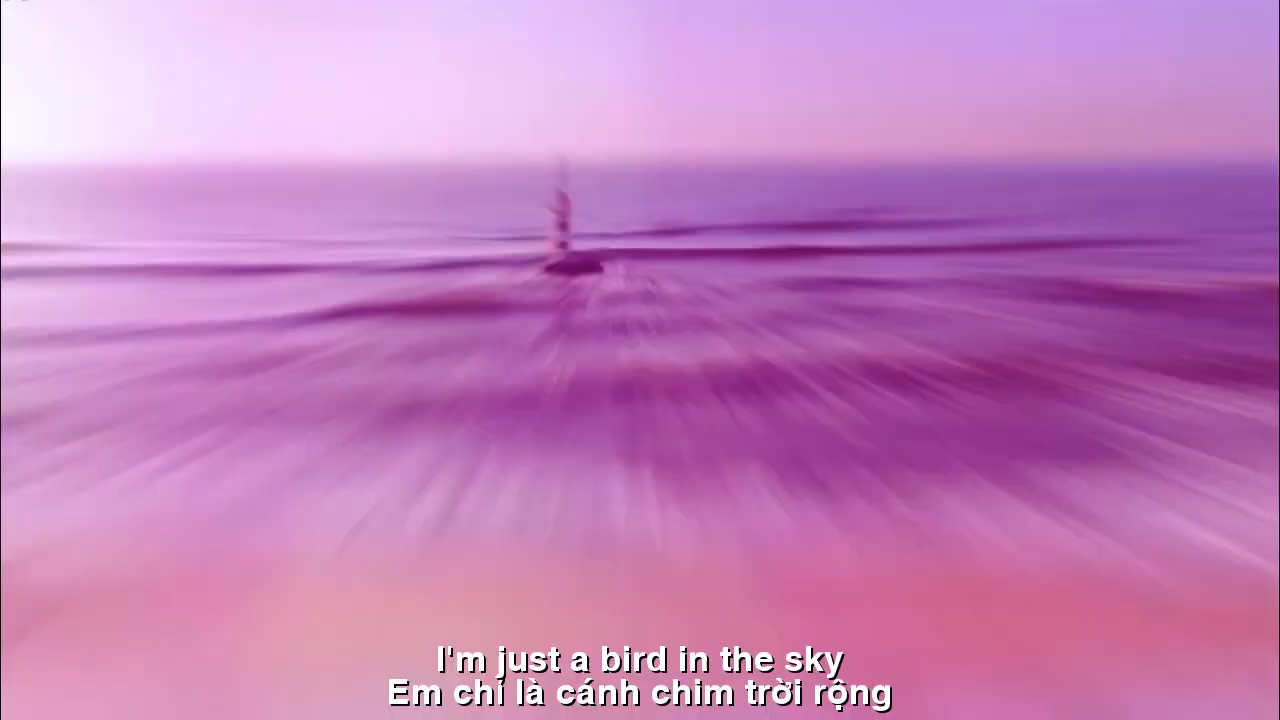 I'm just a bird in the sky
Em chỉ là cánh chim trời rộng